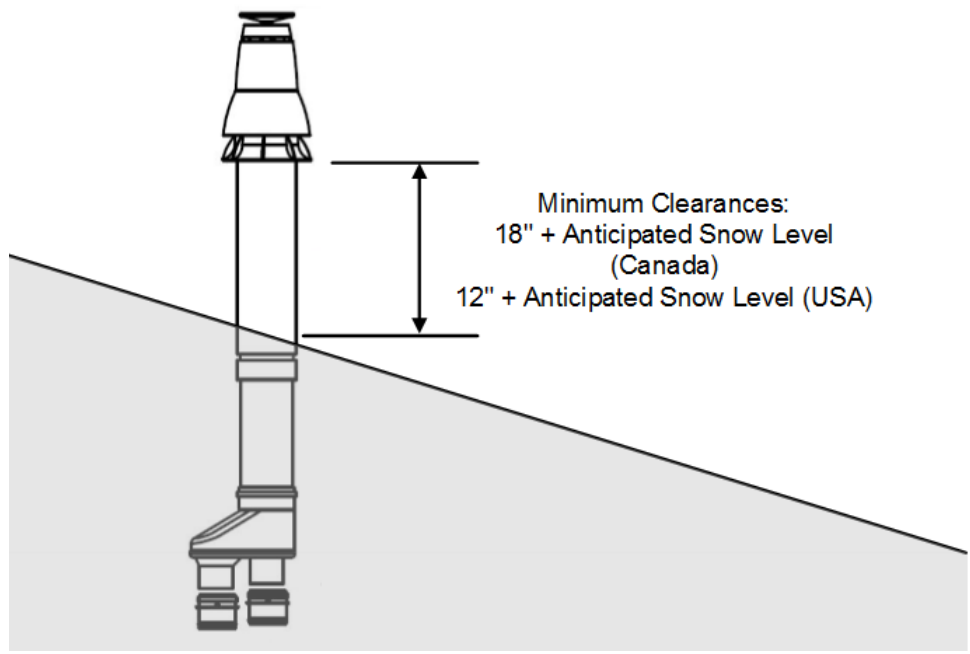 Minimum Clearances:
18" + Anticipated Snow Level
(Canada)
12" + Anticipated Snow Level (USA)